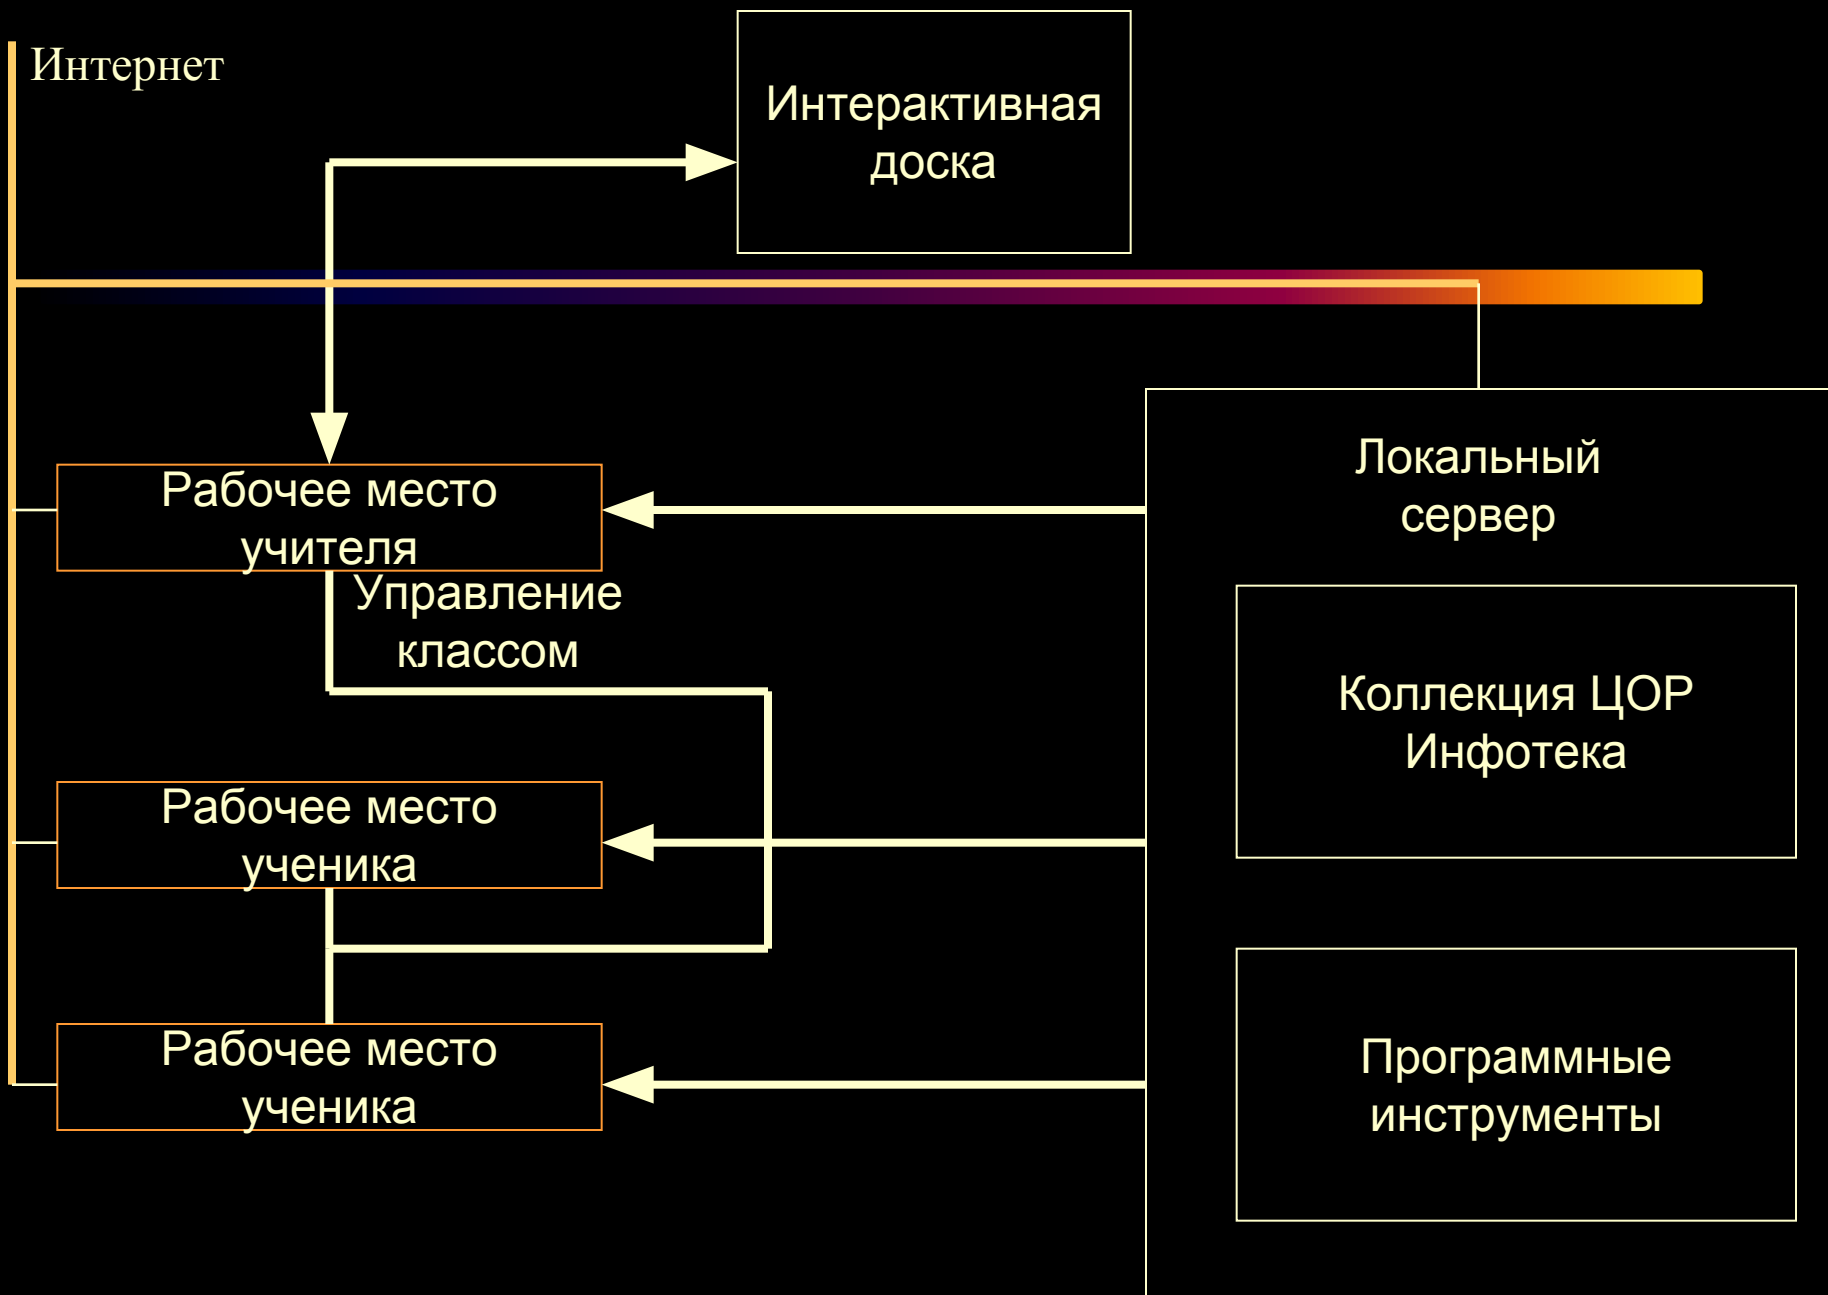 Интернет
Интерактивная
доска
Рабочее место
учителя
Управление
классом
Рабочее место
ученика
Рабочее место
ученика
Локальный
сервер
Коллекция ЦОР
Инфотека
Программные
инструменты